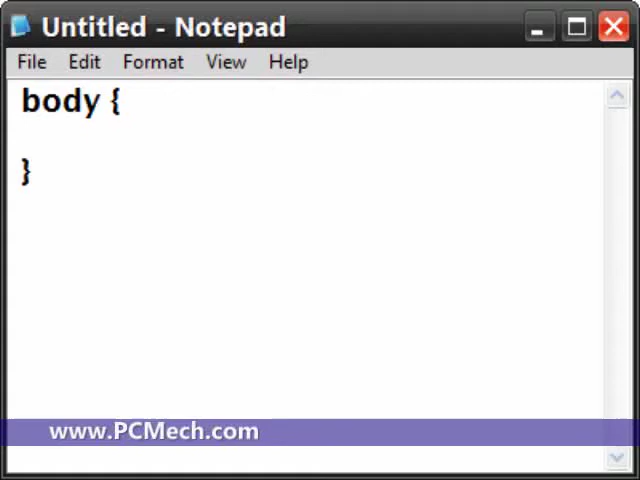 Untitled - Notepad
File Edit Format View Help
body {
}
www.PCMech.com